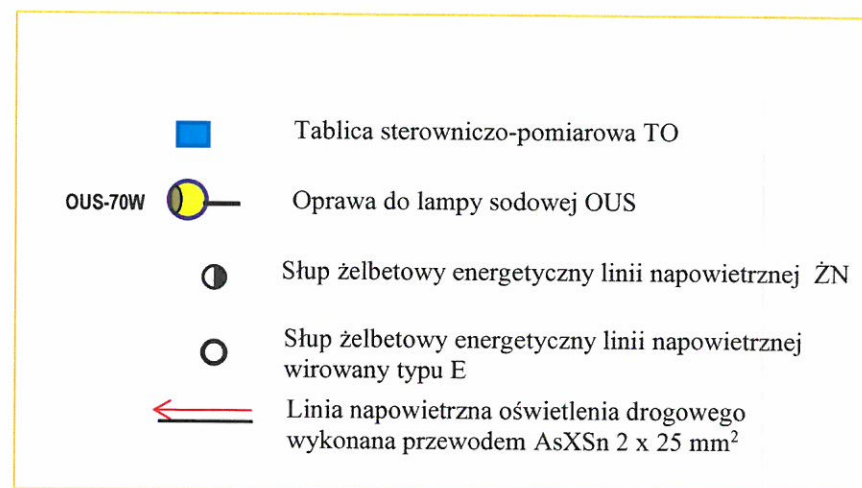 Tablica sterowniczo-pomiarowa TO
OUS-70W Oprawa do lampy sodowej OUS
Słup żelbetowy energetyczny linii napowietrznej ŻN
Słup żelbetowy energetyczny linii napowietrznej
wirowany typu E
Linia napowietrzna oświetlenia drogowego
wykonana przewodem AsXSn 2 x 25 mm²